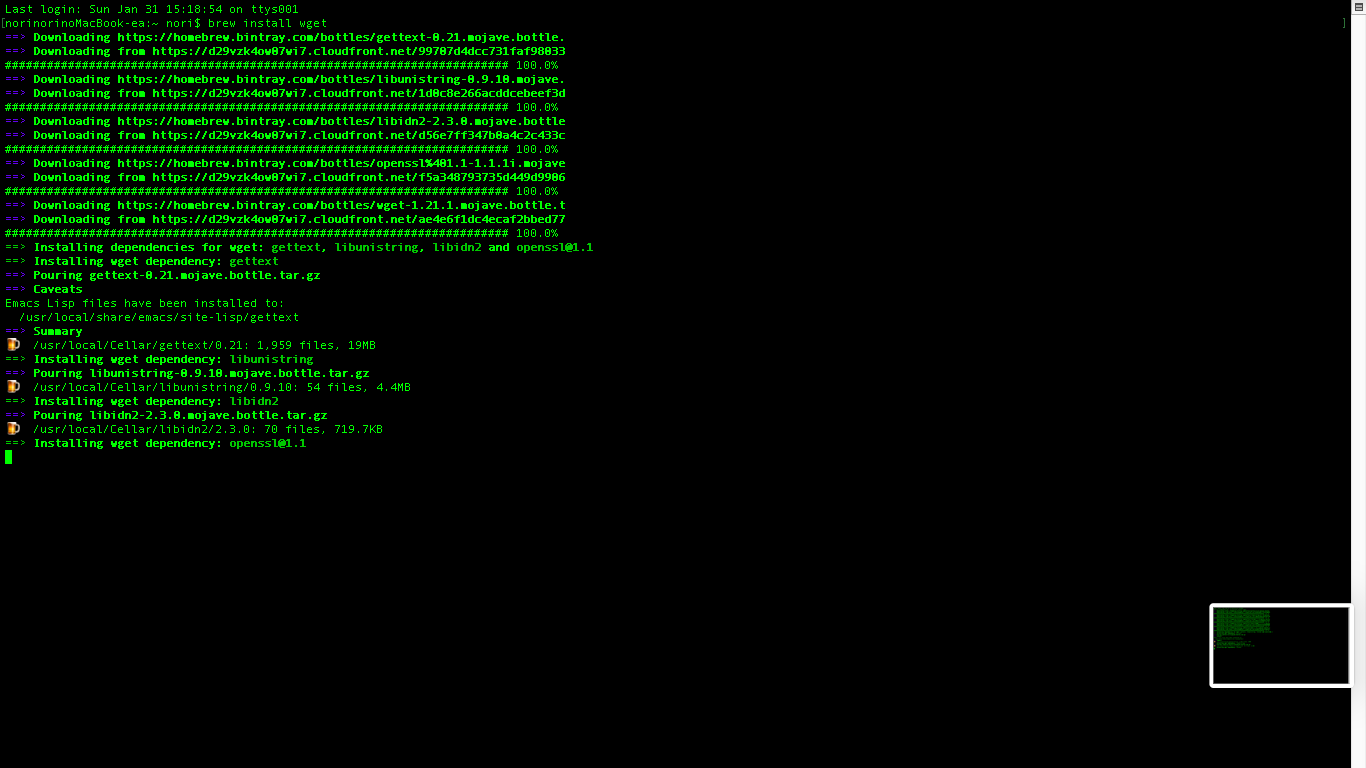 Last login: Sun Jan 31 15:18:54 on ttys001
[norinorinoMacBook-ea:~ nori$ brew install wget ]
==> Downloading https://homebrew.bintray.com/bottles/gettext-0.21.mojave.bottle.
==> Downloading from https://d29vzk4ow07wi7.cloudfront.net/99707d4dcc731faf98033
######################################################################## 100.0%
==> Downloading https://homebrew.bintray.com/bottles/libunistring-0.9.10.mojave.
==> Downloading from https://d29vzk4ow07wi7.cloudfront.net/1d0c8e266acddcebeef3d
######################################################################## 100.0%
==> Downloading https://homebrew.bintray.com/bottles/libidn2-2.3.0.mojave.bottle
==> Downloading from https://d29vzk4ow07wi7.cloudfront.net/d56e7ff347b0a4c2c433c
######################################################################## 100.0%
==> Downloading https://homebrew.bintray.com/bottles/openssl%401.1-1.1.1i.mojave
==> Downloading from https://d29vzk4ow07wi7.cloudfront.net/f5a348793735d449d9906
######################################################################## 100.0%
==> Downloading https://homebrew.bintray.com/bottles/wget-1.21.1.mojave.bottle.t
==> Downloading from https://d29vzk4ow07wi7.cloudfront.net/ae4e6f1dc4ecaf2bbed77
######################################################################## 100.0%
==> Installing dependencies for wget: gettext, libunistring, libidn2 and openssl@1.1
==> Installing wget dependency: gettext
==> Pouring gettext-0.21.mojave.bottle.tar.gz
==> Caveats
Emacs Lisp files have been installed to:
  /usr/local/share/emacs/site-lisp/gettext
==> Summary
🍺  /usr/local/Cellar/gettext/0.21: 1,959 files, 19MB
==> Installing wget dependency: libunistring
==> Pouring libunistring-0.9.10.mojave.bottle.tar.gz
🍺  /usr/local/Cellar/libunistring/0.9.10: 54 files, 4.4MB
==> Installing wget dependency: libidn2
==> Pouring libidn2-2.3.0.mojave.bottle.tar.gz
🍺  /usr/local/Cellar/libidn2/2.3.0: 70 files, 719.7KB
==> Installing wget dependency: openssl@1.1